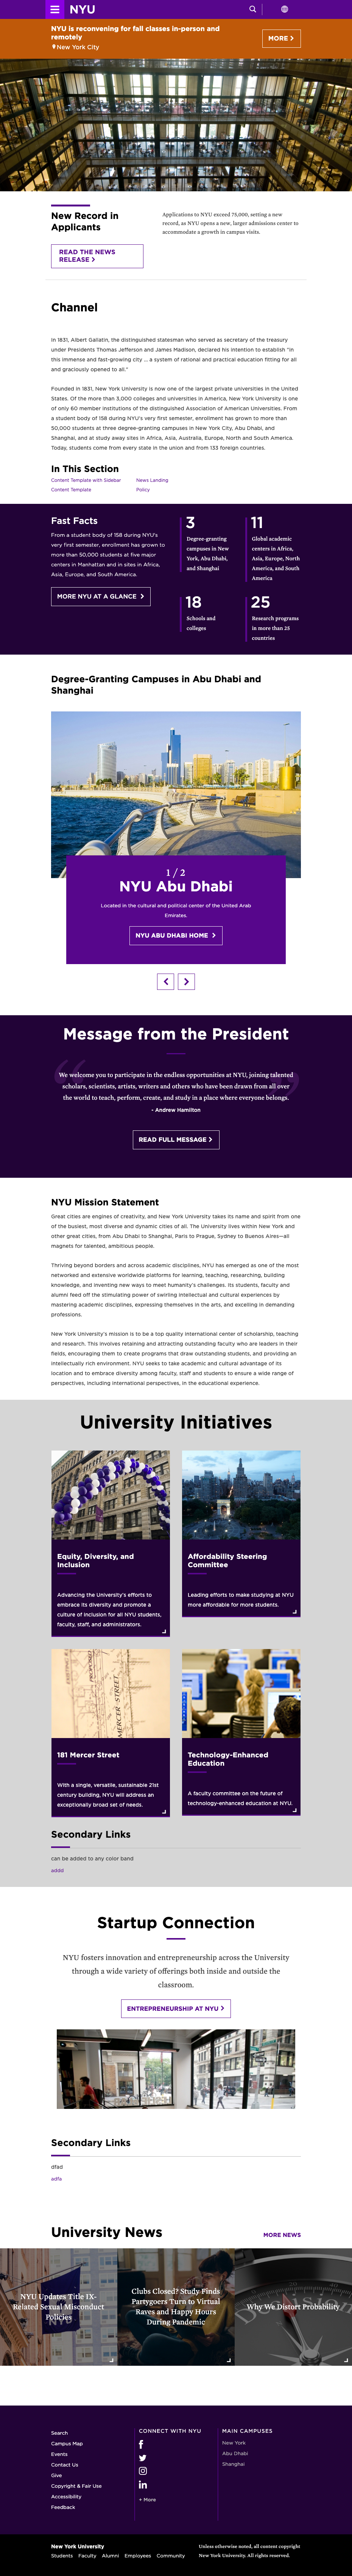 NYU
NYU is reconvening for fall classes in-person and
remotely
New York City
MORE
New Record in
Applicants
Applications to NYU exceed 75,000, setting a new
record, as NYU opens a new, larger admissions center to
accommodate a growth in campus visits.
READ THE NEWS
RELEASE
Channel
In 1831, Albert Gallatin, the distinguished statesman who served as secretary of the treasury
under Presidents Thomas Jefferson and James Madison, declared his intention to establish "in
this immense and fast-growing city ... a system of rational and practical education fitting for all
and graciously opened to all."
Founded in 1831, New York University is now one of the largest private universities in the United
States. Of the more than 3,000 colleges and universities in America, New York University is one
of only 60 member institutions of the distinguished Association of American Universities. From
a student body of 158 during NYU's very first semester, enrollment has grown to more than
50,000 students at three degree-granting campuses in New York City, Abu Dhabi, and
Shanghai, and at study away sites in Africa, Asia, Australia, Europe, North and South America.
Today, students come from every state in the union and from 133 foreign countries.
In This Section
Content Template with Sidebar
News Landing
Content Template
Policy
Fast Facts
From a student body of 158 during NYU's
very first semester, enrollment has grown to
more than 50,000 students at five major
centers in Manhattan and in sites in Africa,
Asia, Europe, and South America.
MORE NYU AT A GLANCE
3
Degree-granting
campuses in New
York, Abu Dhabi,
and Shanghai
11
Global academic
centers in Africa,
Asia, Europe, North
America, and South
America
18
Schools and
colleges
25
Research programs
in more than 25
countries
Degree-Granting Campuses in Abu Dhabi and
Shanghai
1 / 2
NYU Abu Dhabi
Located in the cultural and political center of the United Arab
Emirates.
NYU ABU DHABI HOME
Message from the President
We welcome you to participate in the endless opportunities at NYU, joining talented
scholars, scientists, artists, writers and others who have been drawn from all over
the world to teach, perform, create, and study in a place where everyone belongs.
- Andrew Hamilton
READ FULL MESSAGE
NYU Mission Statement
Great cities are engines of creativity, and New York University takes its name and spirit from one
of the busiest, most diverse and dynamic cities of all. The University lives within New York and
other great cities, from Abu Dhabi to Shanghai, Paris to Prague, Sydney to Buenos Aires—all
magnets for talented, ambitious people.
Thriving beyond borders and across academic disciplines, NYU has emerged as one of the most
networked and extensive worldwide platforms for learning, teaching, researching, building
knowledge, and inventing new ways to meet humanity's challenges. Its students, faculty and
alumni feed off the stimulating power of swirling intellectual and cultural experiences by
mastering academic disciplines, expressing themselves in the arts, and excelling in demanding
professions.
New York University's mission is to be a top quality international center of scholarship, teaching
and research. This involves retaining and attracting outstanding faculty who are leaders in their
fields, encouraging them to create programs that draw outstanding students, and providing an
intellectually rich environment. NYU seeks to take academic and cultural advantage of its
location and to embrace diversity among faculty, staff and students to ensure a wide range of
perspectives, including international perspectives, in the educational experience.
University Initiatives
Equity, Diversity, and
Inclusion
Advancing the University's efforts to
embrace its diversity and promote a
culture of inclusion for all NYU students,
faculty, staff, and administrators.
Affordability Steering
Committee
Leading efforts to make studying at NYU
more affordable for more students.
MERCER STREET
181 Mercer Street
With a single, versatile, sustainable 21st
century building, NYU will address an
exceptionally broad set of needs.
Technology-Enhanced
Education
A faculty committee on the future of
technology-enhanced education at NYU.
Secondary Links
can be added to any color band
addd
Startup Connection
NYU fosters innovation and entrepreneurship across the University
through a wide variety of offerings both inside and outside the
classroom.
ENTREPRENEURSHIP AT NYU
Secondary Links
dfad
adfa
University News
MORE NEWS
NYU Updates Title IX-
Related Sexual Misconduct
Policies
Clubs Closed? Study Finds
Partygoers Turn to Virtual
Raves and Happy Hours
During Pandemic
Why We Distort Probability
Search
Campus Map
Events
Contact Us
Give
Copyright & Fair Use
Accessibility
Feedback
CONNECT WITH NYU
+ More
MAIN CAMPUSES
New York
Abu Dhabi
Shanghai
New York University
Students Faculty Alumni Employees Community
Unless otherwise noted, all content copyright
New York University. All rights reserved.